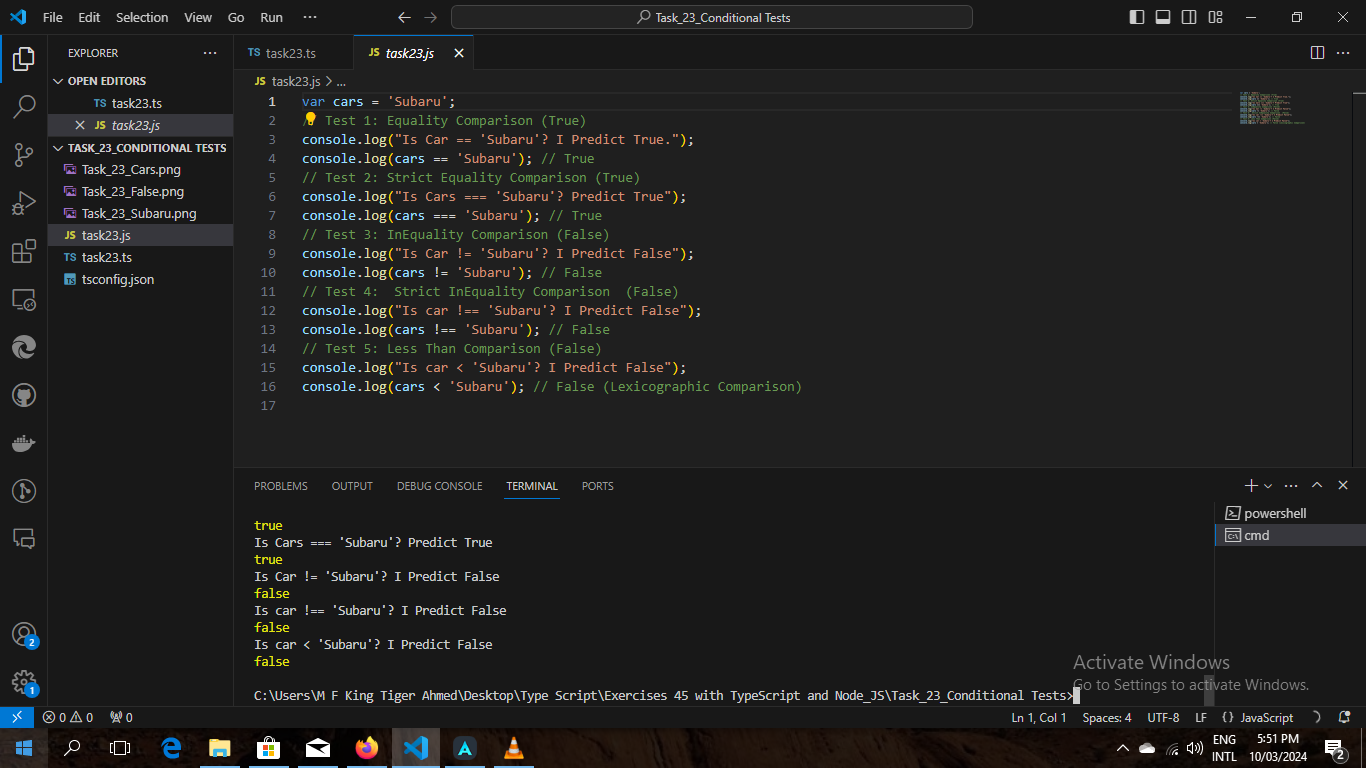 File Edit Selection View Go Run ··· Task_23_Conditional Tests
EXPLORER ···
OPEN EDITORS
TS task23.ts
JS task23.js
TASK_23_CONDITIONAL TESTS
Task_23_Cars.png
Task_23_False.png
Task_23_Subaru.png
JS task23.js
TS task23.ts
TS tsconfig.json
TS task23.ts JS task23.js
JS task23.js > ...
1 var cars = 'Subaru';
2 // Test 1: Equality Comparison (True)
3 console.log("Is Car == 'Subaru'? I Predict True.");
4 console.log(cars == 'Subaru'); // True
5 // Test 2: Strict Equality Comparison (True)
6 console.log("Is Cars === 'Subaru'? Predict True");
7 console.log(cars === 'Subaru'); // True
8 // Test 3: InEquality Comparison (False)
9 console.log("Is Car != 'Subaru'? I Predict False");
10 console.log(cars != 'Subaru'); // False
11 // Test 4:  Strict InEquality Comparison  (False)
12 console.log("Is car !== 'Subaru'? I Predict False");
13 console.log(cars !== 'Subaru'); // False
14 // Test 5: Less Than Comparison (False)
15 console.log("Is car < 'Subaru'? I Predict False");
16 console.log(cars < 'Subaru'); // False (Lexicographic Comparison)
17
PROBLEMS OUTPUT DEBUG CONSOLE TERMINAL PORTS
true
Is Cars === 'Subaru'? Predict True
true
Is Car != 'Subaru'? I Predict False
false
Is car !== 'Subaru'? I Predict False
false
Is car < 'Subaru'? I Predict False
false
C:\Users\M F King Tiger Ahmed\Desktop\Type Script\Exercises 45 with TypeScript and Node_JS\Task_23_Conditional Tests>
powershell
cmd
2
1
Activate Windows
Go to Settings to activate Windows.
0 0 0 Ln 1, Col 1 Spaces: 4 UTF-8 LF {} JavaScript
ENG
INTL
5:51 PM
10/03/2024
2